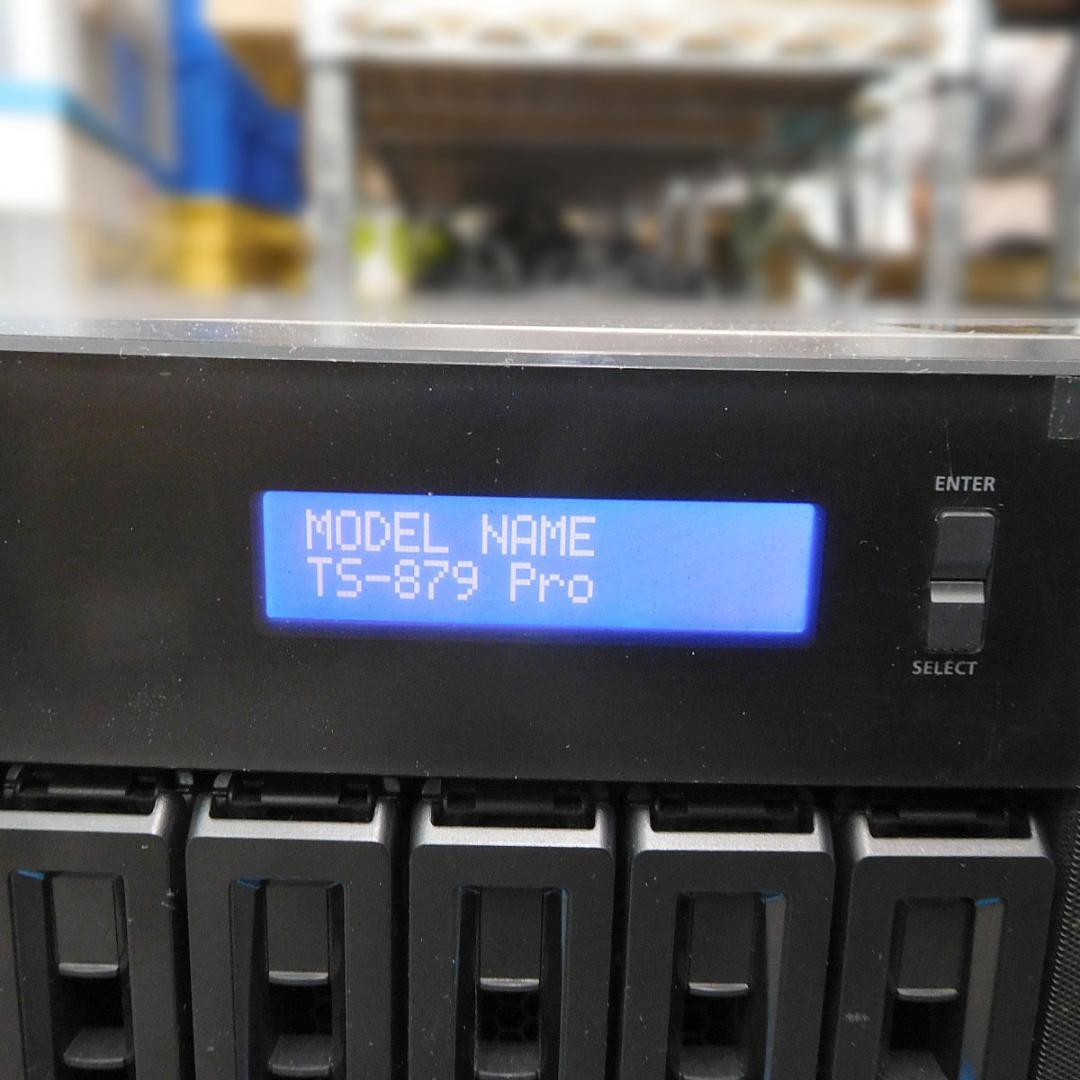 MODEL NAME
TS-879 Pro
ENTER
SELECT